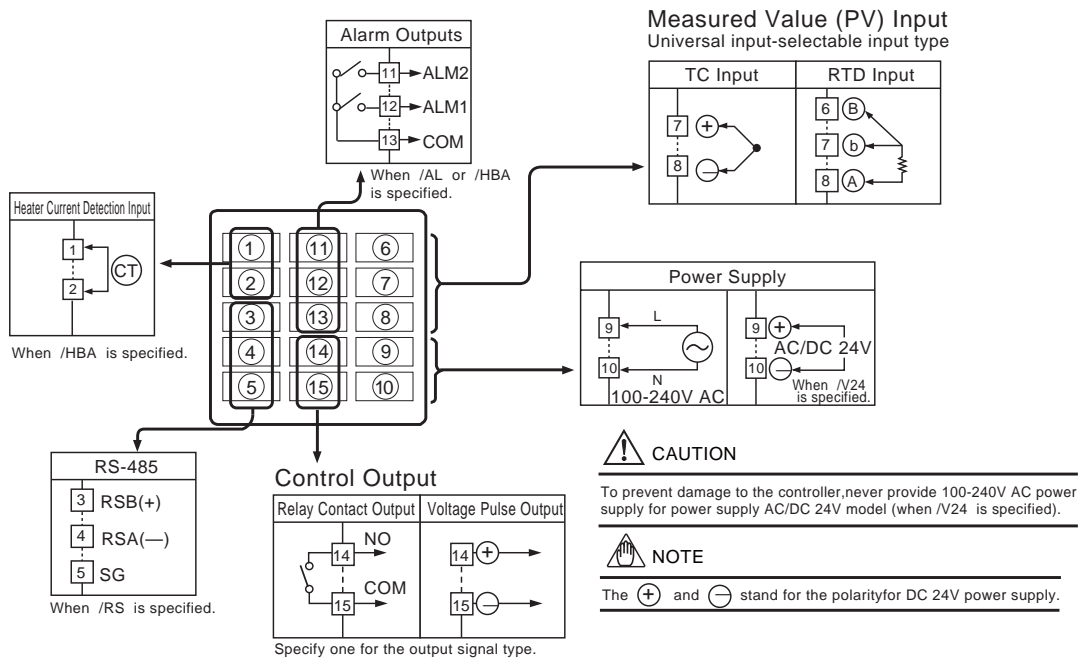 Measured Value (PV) Input
Universal input-selectable input type
Alarm Outputs
11 ALM2
12 ALM1
13 COM
When /AL or /HBA
is specified.
TC Input
7 +
8 −
RTD Input
6 B
7 b
8 A
Heater Current Detection Input
1
CT
2
When /HBA is specified.
1 11 6
2 12 7
3 13 8
4 14 9
5 15 10
Power Supply
L
9
10
N
100-240V AC
9 +
AC/DC 24V
10 −
When /V24
is specified.
RS-485
3 RSB(+)
4 RSA(—)
5 SG
When /RS is specified.
Control Output
Relay Contact Output
NO
14
COM
15
Voltage Pulse Output
14 +
15 −
Specify one for the output signal type.
! CAUTION
To prevent damage to the controller,never provide 100-240V AC power
supply for power supply AC/DC 24V model (when /V24 is specified).
NOTE
The + and − stand for the polarityfor DC 24V power supply.